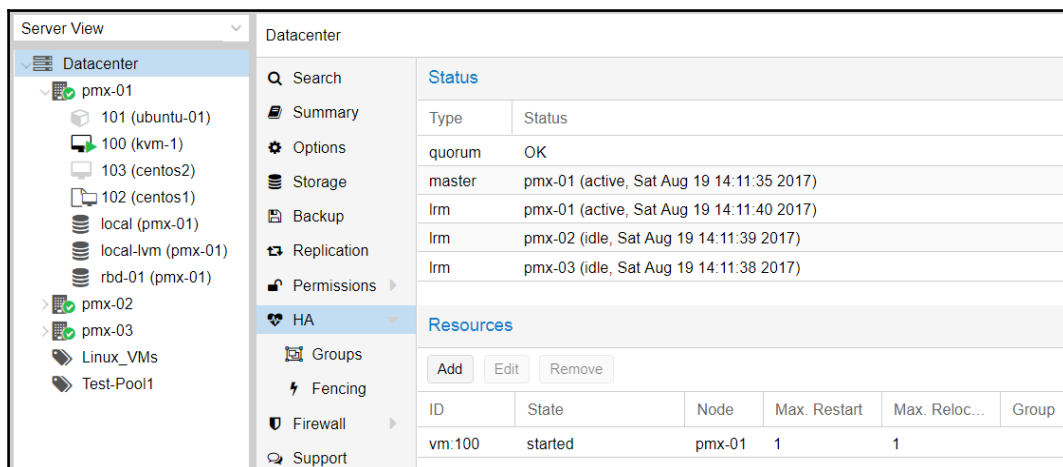 Server View
Datacenter
pmx-01
101 (ubuntu-01)
100 (kvm-1)
103 (centos2)
102 (centos1)
local (pmx-01)
local-lvm (pmx-01)
rbd-01 (pmx-01)
pmx-02
pmx-03
Linux_VMs
Test-Pool1
Datacenter
Search
Summary
Options
Storage
Backup
Replication
Permissions
HA
Groups
Fencing
Firewall
Support
Status
Type Status
quorum OK
master pmx-01 (active, Sat Aug 19 14:11:35 2017)
lrm pmx-01 (active, Sat Aug 19 14:11:40 2017)
lrm pmx-02 (idle, Sat Aug 19 14:11:39 2017)
lrm pmx-03 (idle, Sat Aug 19 14:11:38 2017)
Resources
Add Edit Remove
ID State Node Max. Restart Max. Reloc... Group
vm:100 started pmx-01 1 1